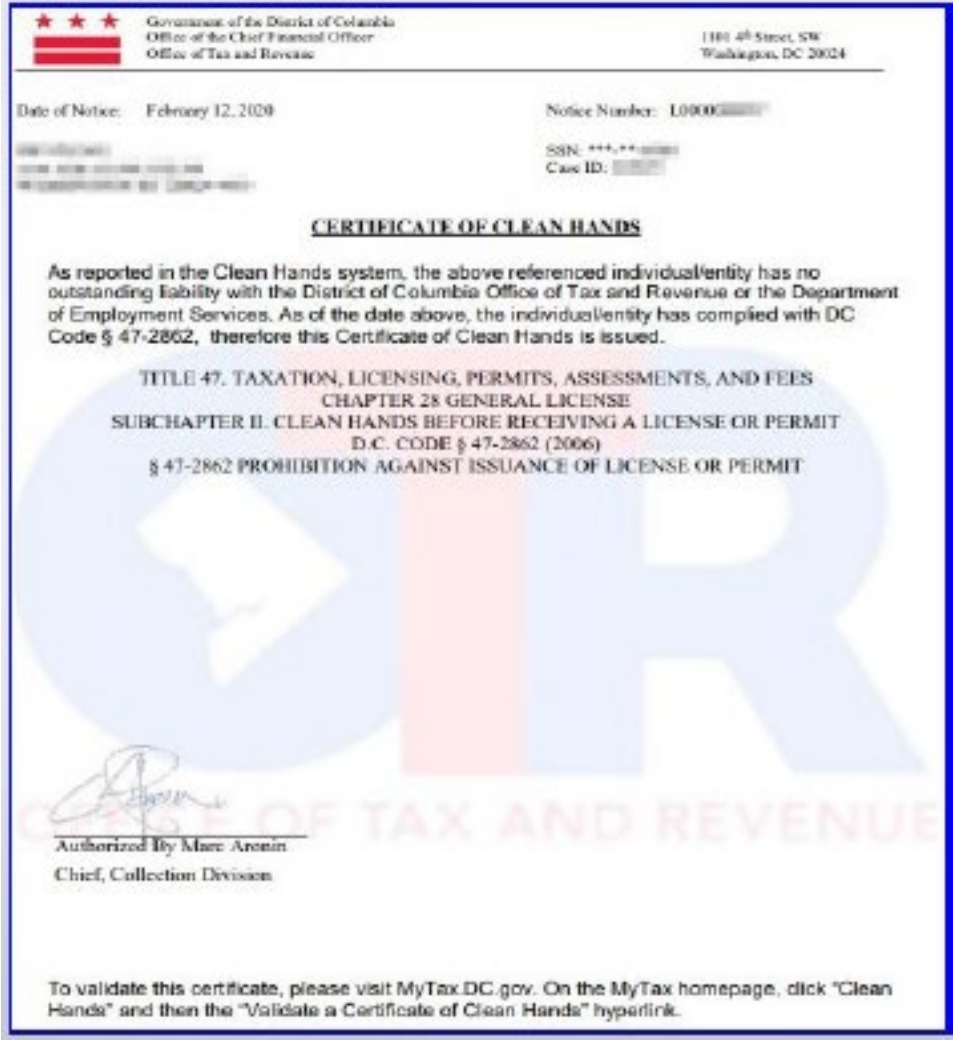 Government of the District of Columbia
Office of the Chief Financial Officer
Office of Tax and Revenue
1101 4th Street, SW
Washington, DC 20024
Date of Notice: February 12, 2020
Notice Number: L0000
SSN: ***-**-
Case ID:
CERTIFICATE OF CLEAN HANDS
As reported in the Clean Hands system, the above referenced individual/entity has no
outstanding liability with the District of Columbia Office of Tax and Revenue or the Department
of Employment Services. As of the date above, the individual/entity has complied with DC
Code § 47-2862, therefore this Certificate of Clean Hands is issued.
TITLE 47. TAXATION, LICENSING, PERMITS, ASSESSMENTS, AND FEES
CHAPTER 28 GENERAL LICENSE
SUBCHAPTER II. CLEAN HANDS BEFORE RECEIVING A LICENSE OR PERMIT
D.C. CODE § 47-2862 (2006)
§ 47-2862 PROHIBITION AGAINST ISSUANCE OF LICENSE OR PERMIT
OTR
OFFICE OF TAX AND REVENUE
Authorized By Marc Aronin
Chief, Collection Division
To validate this certificate, please visit MyTax.DC.gov. On the MyTax homepage, click "Clean
Hands" and then the "Validate a Certificate of Clean Hands" hyperlink.